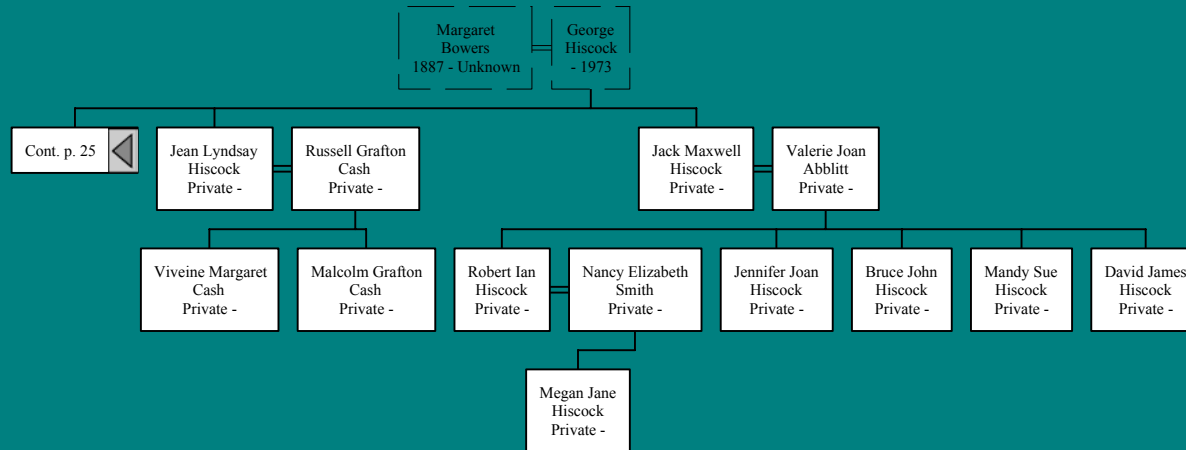 Margaret
Bowers
1887 - Unknown
George
Hiscock
- 1973
Cont. p. 25
Jean Lyndsay
Hiscock
Private -
Russell Grafton
Cash
Private -
Jack Maxwell
Hiscock
Private -
Valerie Joan
Abblitt
Private -
Viveine Margaret
Cash
Private -
Malcolm Grafton
Cash
Private -
Robert Ian
Hiscock
Private -
Nancy Elizabeth
Smith
Private -
Jennifer Joan
Hiscock
Private -
Bruce John
Hiscock
Private -
Mandy Sue
Hiscock
Private -
David James
Hiscock
Private -
Megan Jane
Hiscock
Private -